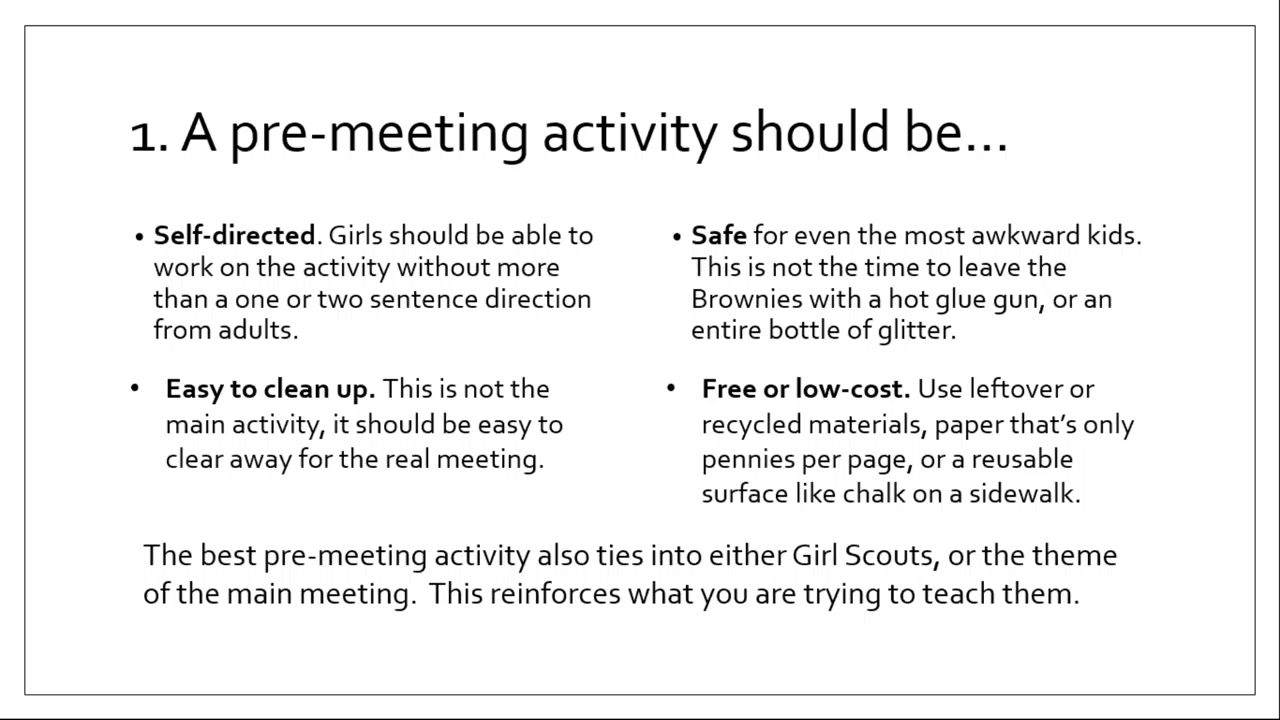 1. A pre-meeting activity should be...
• Self-directed. Girls should be able to
work on the activity without more
than a one or two sentence direction
from adults.
• Easy to clean up. This is not the
main activity, it should be easy to
clear away for the real meeting.
• Safe for even the most awkward kids.
This is not the time to leave the
Brownies with a hot glue gun, or an
entire bottle of glitter.
• Free or low-cost. Use leftover or
recycled materials, paper that’s only
pennies per page, or a reusable
surface like chalk on a sidewalk.
The best pre-meeting activity also ties into either Girl Scouts, or the theme
of the main meeting.  This reinforces what you are trying to teach them.